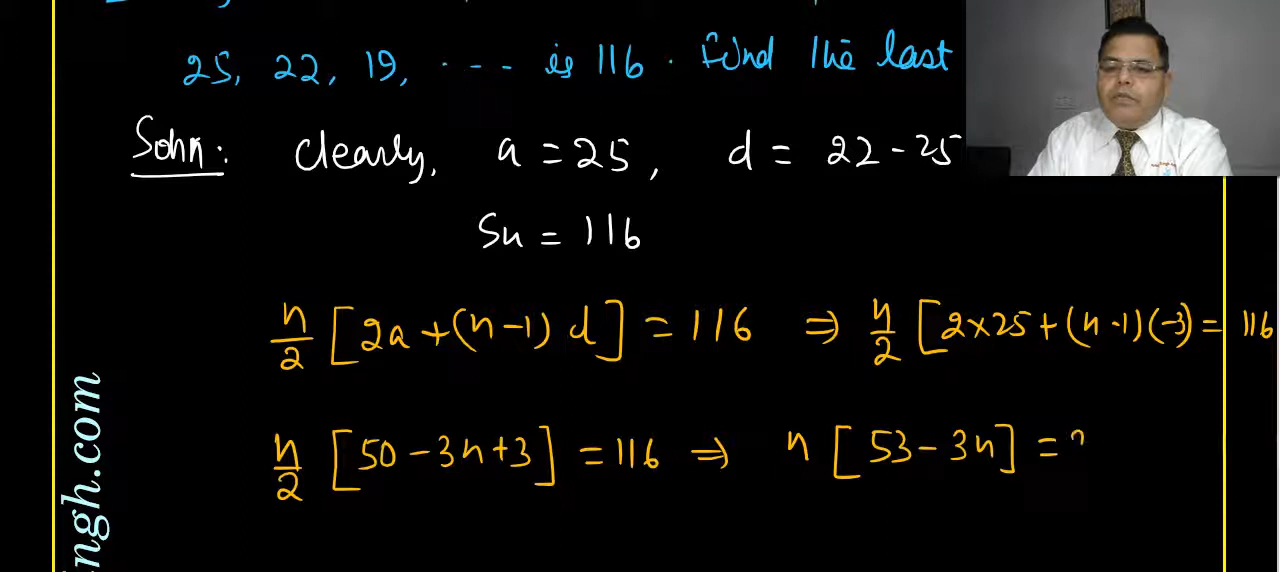 25, 22, 19, .--- is 116. Find the last
Soln: Clearly, a = 25, d = 22 - 25
Sn = 116
n/2 [2a + (n-1) d] = 116 ⇒ n/2 [2×25 + (n-1)(-3) = 116
n/2 [50 - 3n + 3] = 116 ⇒ n [53 - 3n] =
ngh.com